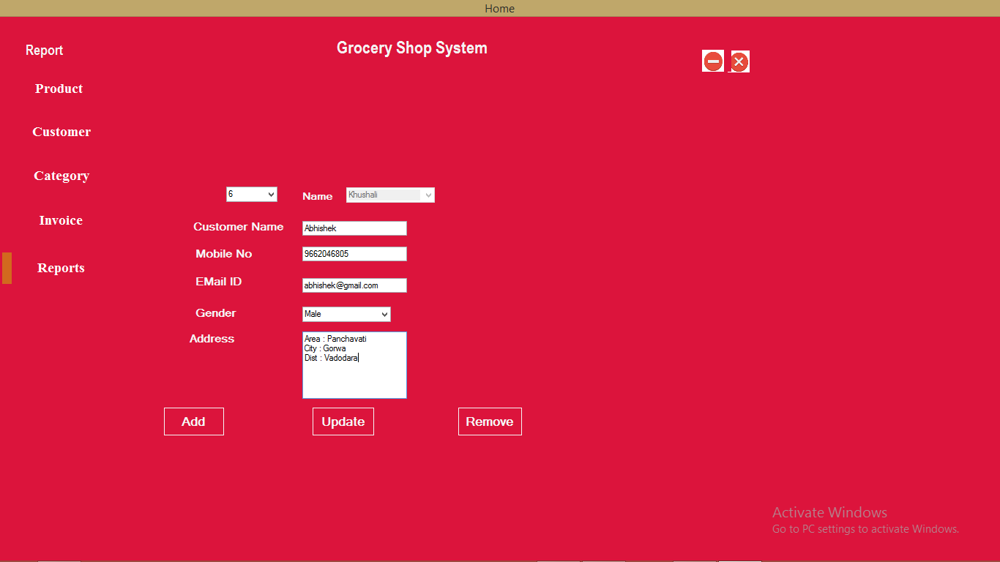 Home
Report
Grocery Shop System
Product
Customer
Category
Invoice
Reports
6
Name
Khushali
Customer Name
Abhishek
Mobile No
9662046805
EMail ID
abhishek@gmail.com
Gender
Male
Address
Area : Panchavati
City : Gorwa
Dist : Vadodara
Add
Update
Remove
Activate Windows
Go to PC settings to activate Windows.